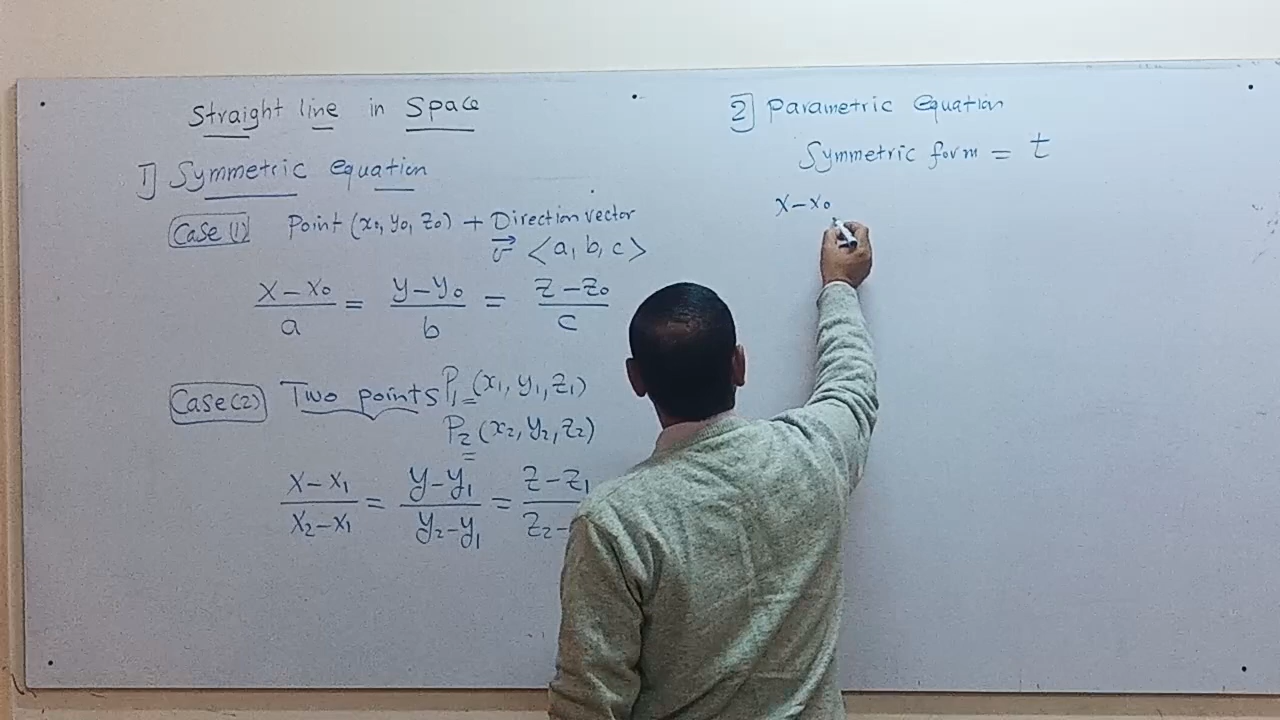 Straight line in Space
1] Symmetric equation
Case (1) Point (x₀, y₀, z₀) + Direction vector
v⃗ <a, b, c>
(x - x₀)/a = (y - y₀)/b = (z - z₀)/c
Case (2) Two points P₁ (x₁, y₁, z₁)
P₂ (x₂, y₂, z₂)
(x - x₁)/(x₂ - x₁) = (y - y₁)/(y₂ - y₁) = (z - z₁)/(z₂ -
2] Parametric equation
Symmetric form = t
x - x₀